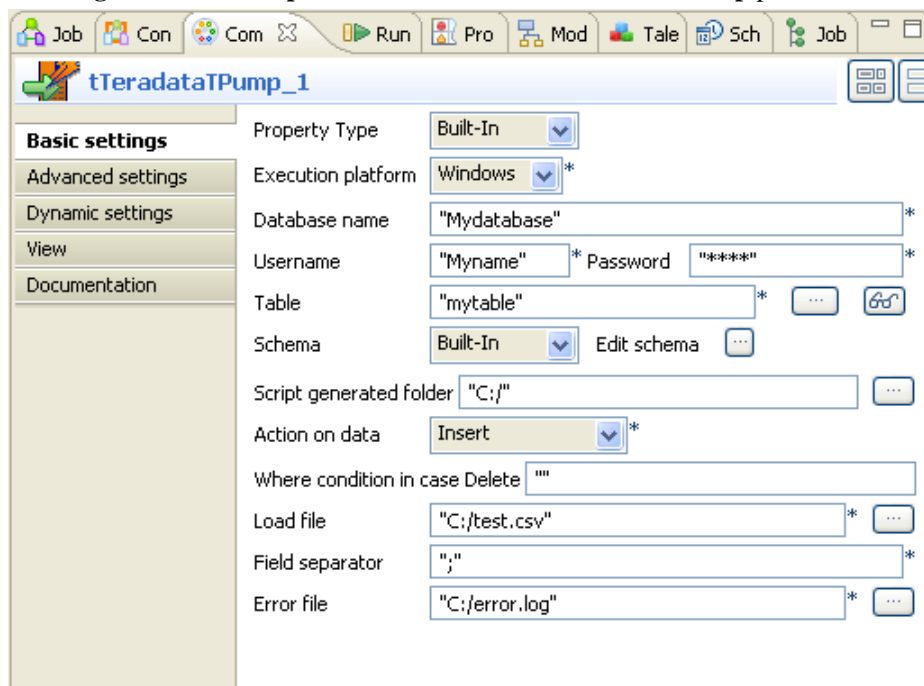 Job Con Com Run Pro Mod Tale Sch Job
tTeradataTPump_1
Basic settings
Advanced settings
Dynamic settings
View
Documentation
Property Type Built-In
Execution platform Windows *
Database name "Mydatabase" *
Username "Myname" * Password "****" *
Table "mytable" * ...
Schema Built-In Edit schema ...
Script generated folder "C:/" ...
Action on data Insert *
Where condition in case Delete ""
Load file "C:/test.csv" * ...
Field separator ";" *
Error file "C:/error.log" * ...